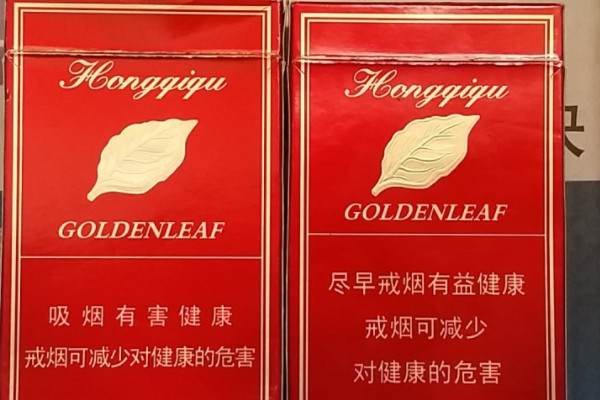 Hongqiqu
GOLDENLEAF
吸烟有害健康
戒烟可减少对健康的危害
Hongqiqu
GOLDENLEAF
尽早戒烟有益健康
戒烟可减少
对健康的危害